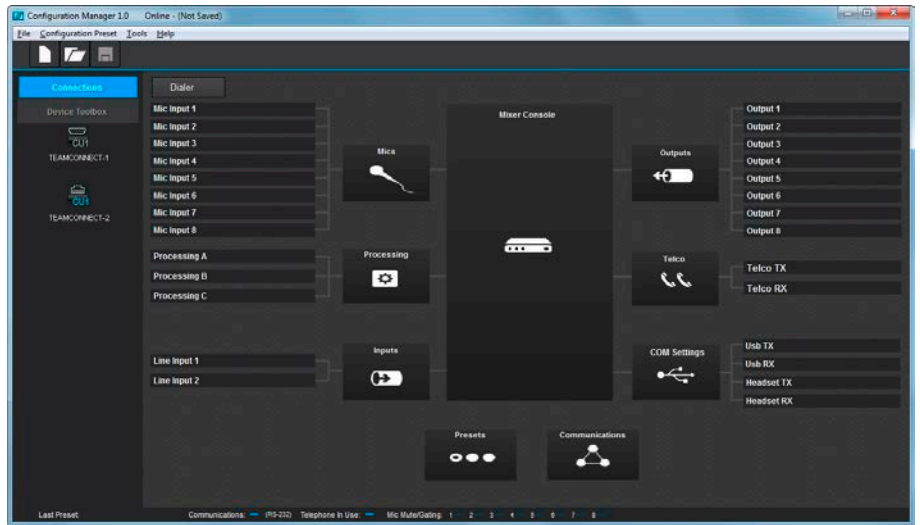 Configuration Manager 1.0 Online - (Not Saved)
File Configuration Preset Tools Help
Connections
Device Toolbox
CU1
TEAMCONNECT-1
CU1
TEAMCONNECT-2
Dialer
Mic Input 1
Mic Input 2
Mic Input 3
Mic Input 4
Mic Input 5
Mic Input 6
Mic Input 7
Mic Input 8
Processing A
Processing B
Processing C
Line Input 1
Line Input 2
Mics
Processing
Inputs
Mixer Console
Outputs
Telco
COM Settings
Output 1
Output 2
Output 3
Output 4
Output 5
Output 6
Output 7
Output 8
Telco TX
Telco RX
Usb TX
Usb RX
Headset TX
Headset RX
Presets
Communications
Last Preset: Communications: (RS-232) Telephone In Use: Mic Mute/Gating: 1 2 3 4 5 6 7 8